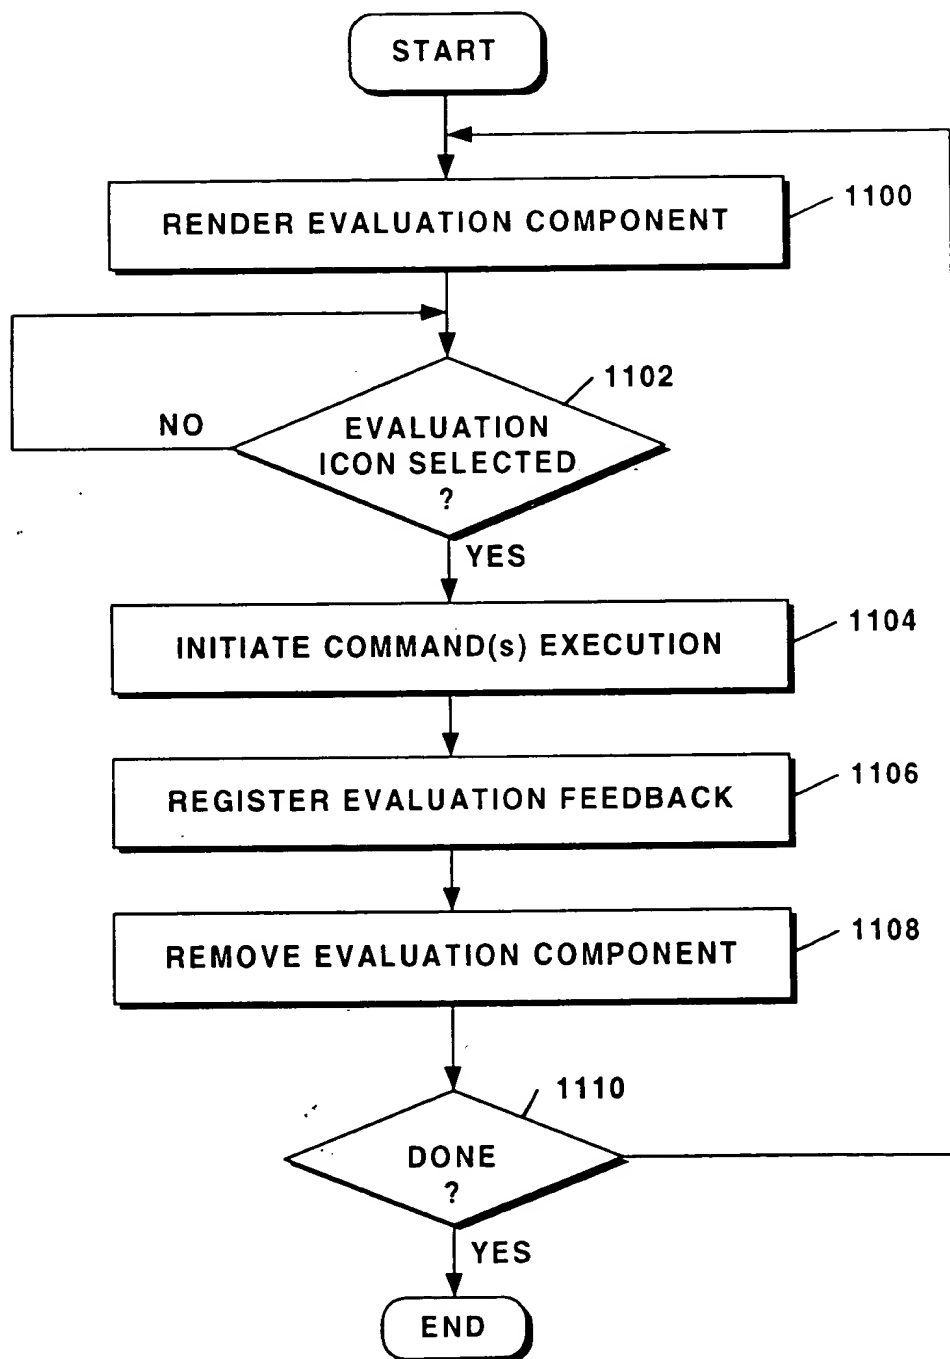 START
RENDER EVALUATION COMPONENT
1100
1102
EVALUATION
ICON SELECTED
?
NO
YES
INITIATE COMMAND(s) EXECUTION
1104
REGISTER EVALUATION FEEDBACK
1106
REMOVE EVALUATION COMPONENT
1108
1110
DONE
?
YES
END